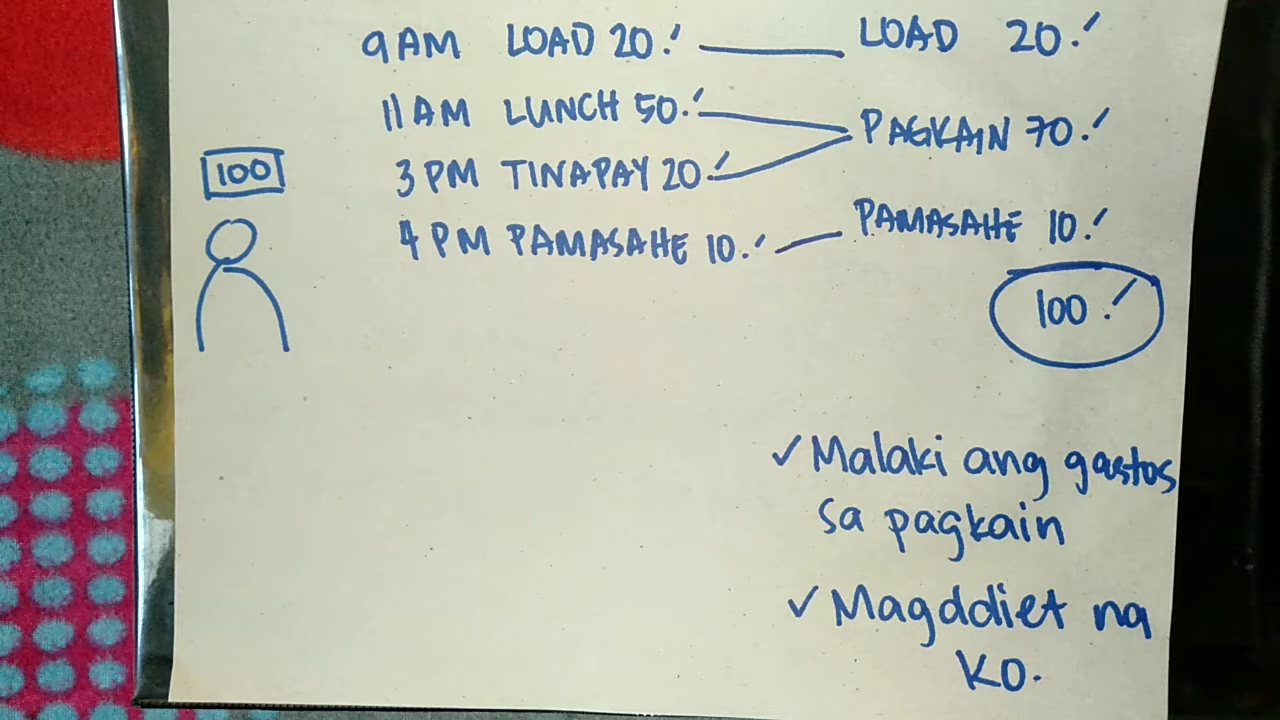 9AM LOAD 20.' LOAD 20.'
11AM LUNCH 50.' PAGKAIN 70.'
3PM TINAPAY 20.'
100
4PM PAMASAHE 10.' PAMASAHE 10.'
100.'
✓ Malaki ang gastos
sa pagkain
✓ Magddiet na
KO.